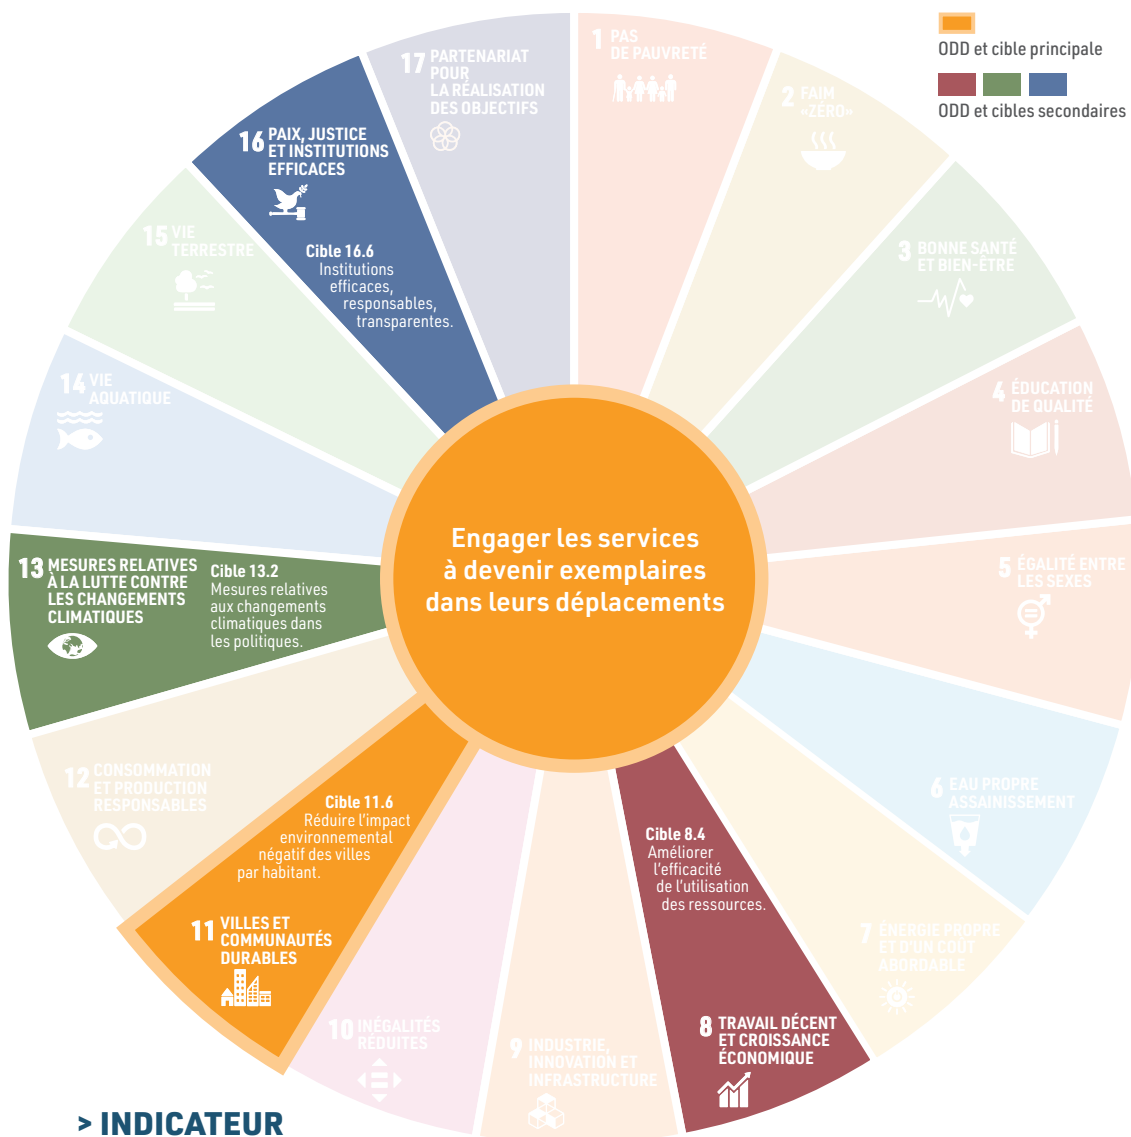 ODD et cible principale
ODD et cibles secondaires
1 PAS
DE PAUVRETÉ
2 FAIM
«ZÉRO»
3 BONNE SANTÉ
ET BIEN-ÊTRE
4 ÉDUCATION
DE QUALITÉ
5 ÉGALITÉ ENTRE
LES SEXES
6 EAU PROPRE
ASSAINISSEMENT
7 ÉNERGIE PROPRE
ET D'UN COÛT
ABORDABLE
Cible 8.4
Améliorer
l'efficacité
de l'utilisation
des ressources.
8 TRAVAIL DÉCENT
ET CROISSANCE
ÉCONOMIQUE
9 INDUSTRIE,
INNOVATION ET
INFRASTRUCTURE
10 INÉGALITÉS
RÉDUITES
Cible 11.6
Réduire l'impact
environnemental
négatif des villes
par habitant.
11 VILLES ET
COMMUNAUTÉS
DURABLES
12 CONSOMMATION
ET PRODUCTION
RESPONSABLES
13 MESURES RELATIVES
À LA LUTTE CONTRE
LES CHANGEMENTS
CLIMATIQUES
Cible 13.2
Mesures relatives
aux changements
climatiques dans
les politiques.
14 VIE
AQUATIQUE
15 VIE
TERRESTRE
16 PAIX, JUSTICE
ET INSTITUTIONS
EFFICACES
Cible 16.6
Institutions
efficaces,
responsables,
transparentes.
17 PARTENARIAT
POUR
LA RÉALISATION
DES OBJECTIFS
Engager les services
à devenir exemplaires
dans leurs déplacements
> INDICATEUR